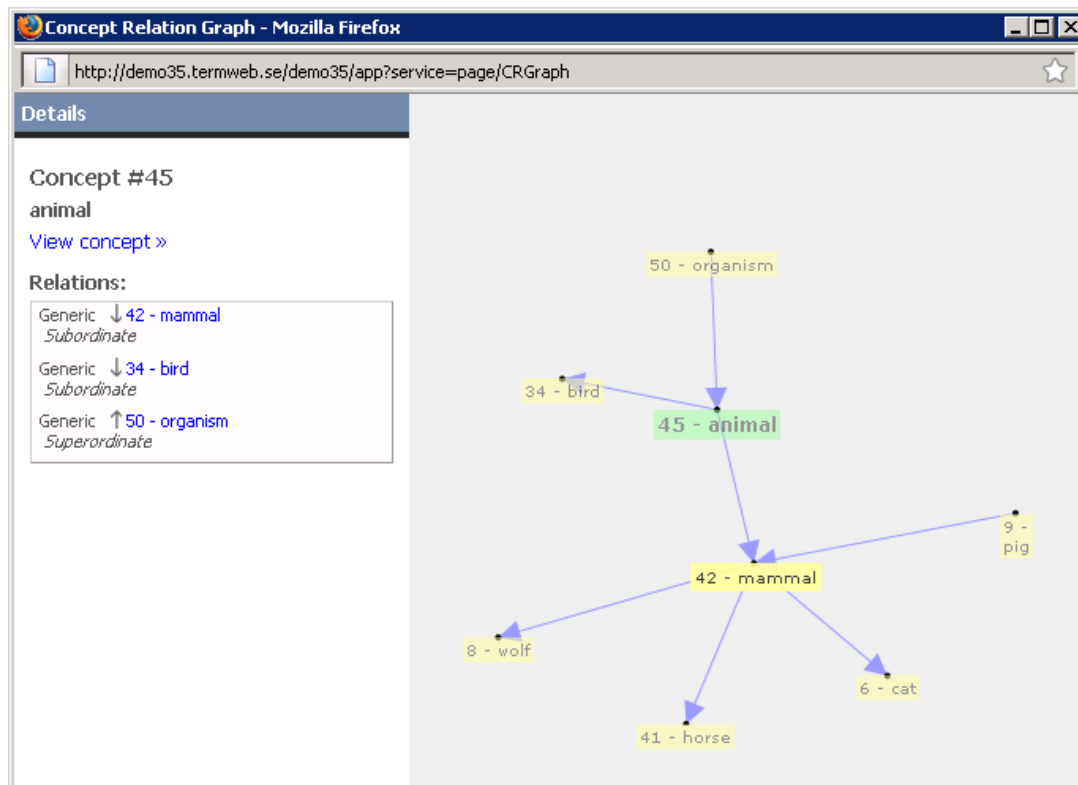 Concept Relation Graph - Mozilla Firefox
http://demo35.termweb.se/demo35/app?service=page/CRGraph
Details
Concept #45
animal
View concept »
Relations:
Generic ↓ 42 - mammal
Subordinate
Generic ↓ 34 - bird
Subordinate
Generic ↑ 50 - organism
Superordinate
50 - organism
34 - bird
45 - animal
9 -
pig
42 - mammal
8 - wolf
6 - cat
41 - horse